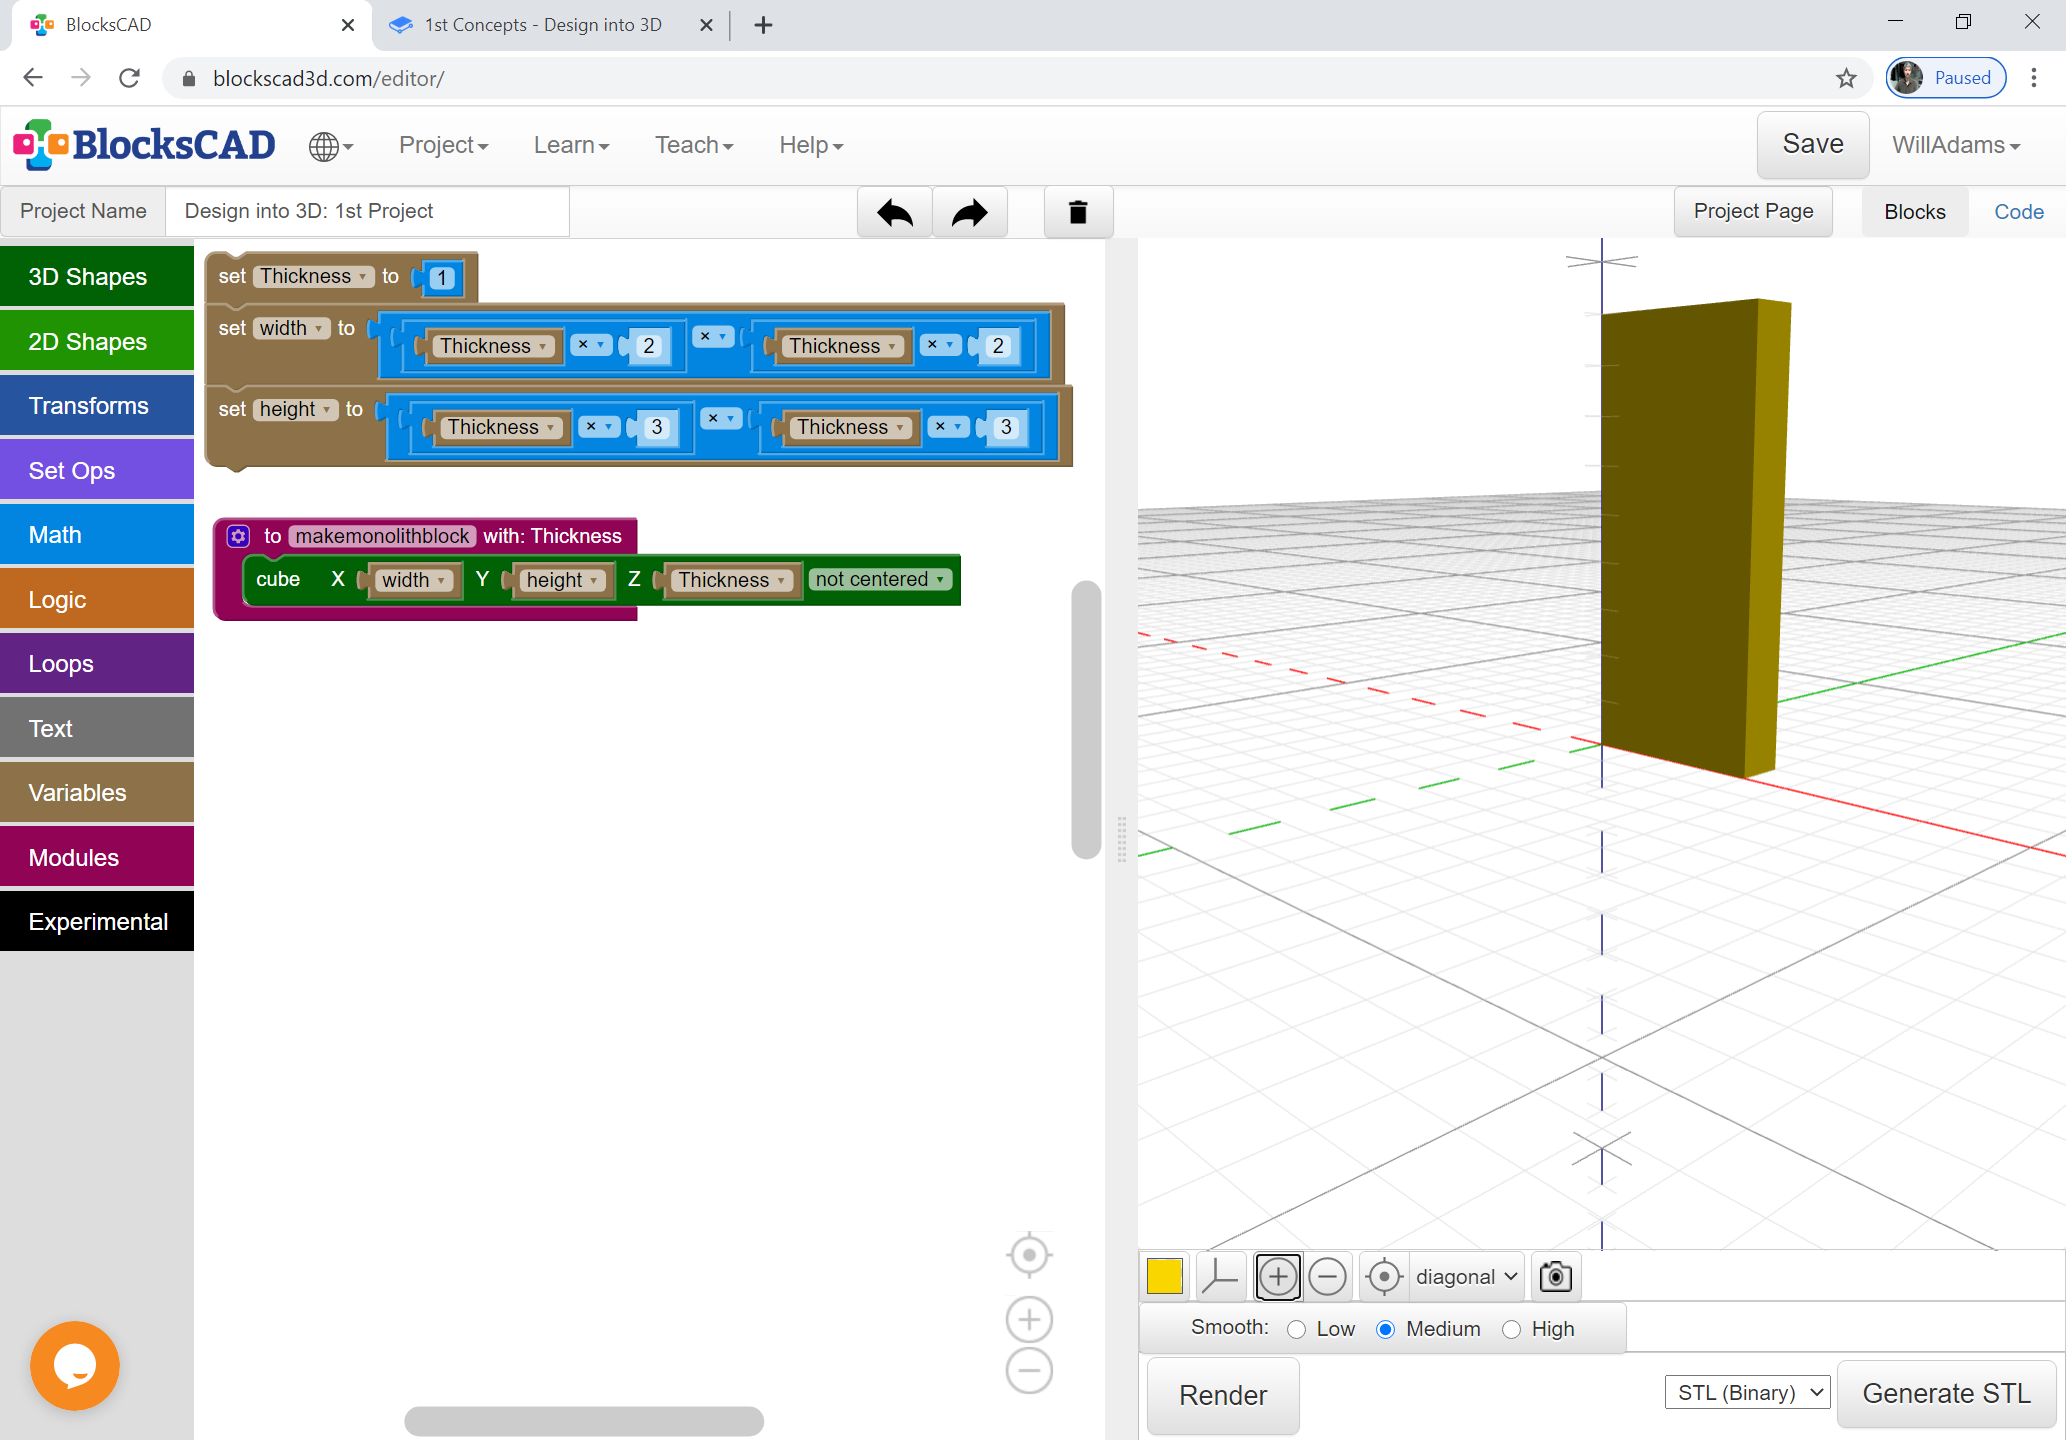 BlocksCAD
1st Concepts - Design into 3D
blockscad3d.com/editor/
Paused
BlocksCAD
Project
Learn
Teach
Help
Save
WillAdams
Project Name
Design into 3D: 1st Project
Project Page
Blocks
Code
3D Shapes
2D Shapes
Transforms
Set Ops
Math
Logic
Loops
Text
Variables
Modules
Experimental
set Thickness to 1
set width to Thickness × 2 × Thickness × 2
set height to Thickness × 3 × Thickness × 3
to makemonolithblock with: Thickness
cube X width Y height Z Thickness not centered
diagonal
Smooth: Low Medium High
Render
STL (Binary)
Generate STL